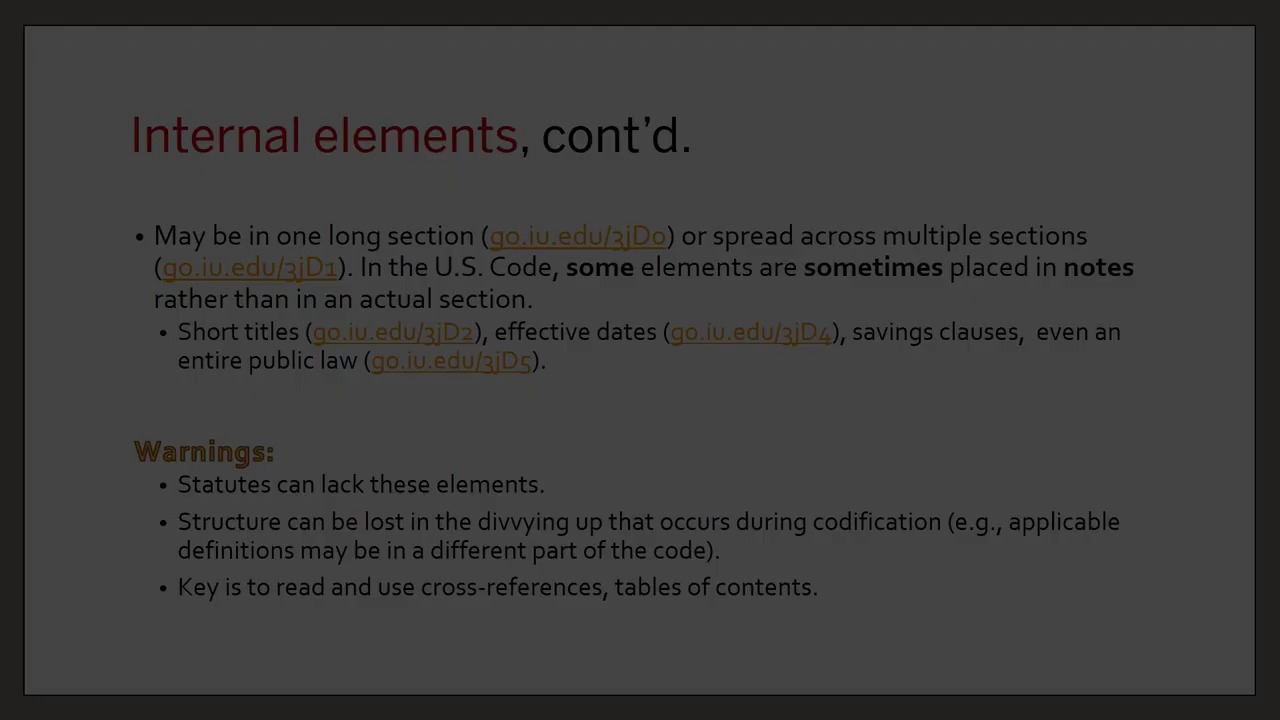 Internal elements, cont’d.
• May be in one long section (go.iu.edu/3jD0) or spread across multiple sections
(go.iu.edu/3jD1). In the U.S. Code, some elements are sometimes placed in notes
rather than in an actual section.
• Short titles (go.iu.edu/3jD2), effective dates (go.iu.edu/3jD4), savings clauses,  even an
entire public law (go.iu.edu/3jD5).
Warnings:
• Statutes can lack these elements.
• Structure can be lost in the divvying up that occurs during codification (e.g., applicable
definitions may be in a different part of the code).
• Key is to read and use cross-references, tables of contents.